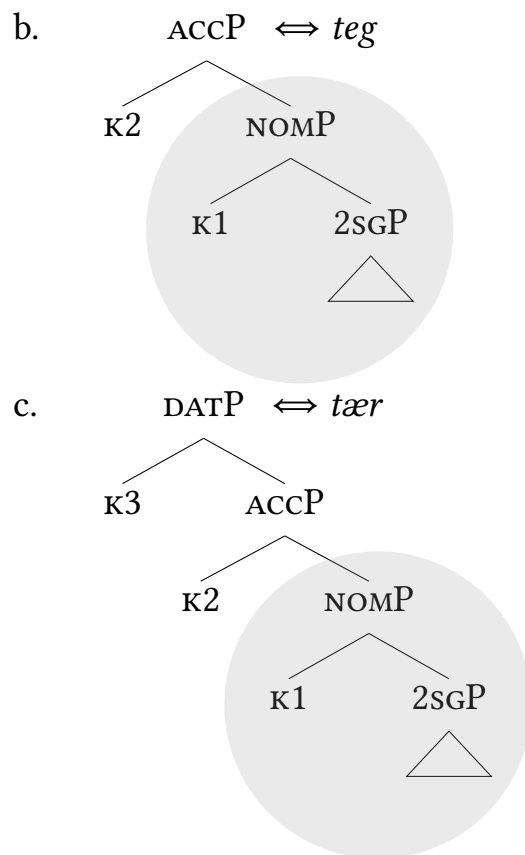 b. ACCP ⇔ teg
K2 NOMP
K1 2SGP
c. DATP ⇔ tær
K3 ACCP
K2 NOMP
K1 2SGP